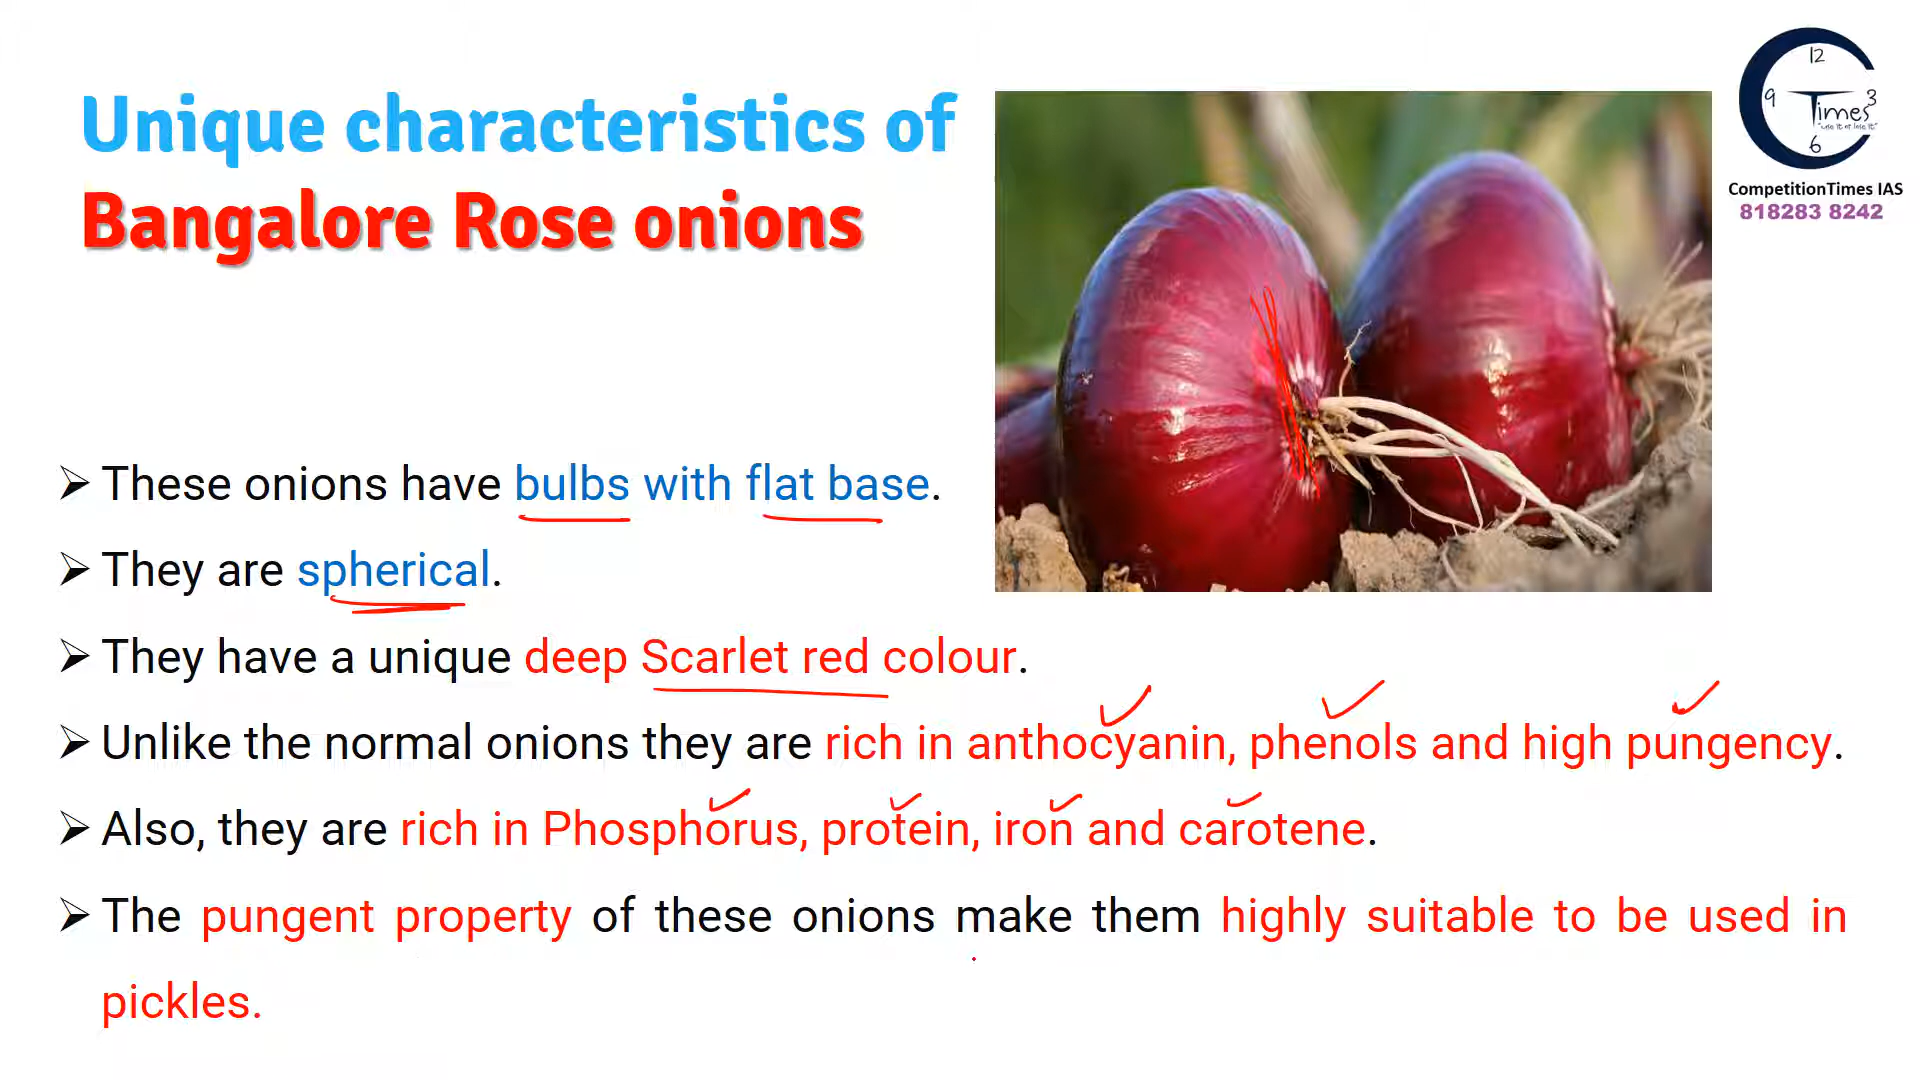 Unique characteristics of
Bangalore Rose onions
12
9
3
Times
6
CompetitionTimes IAS
818283 8242
➢ These onions have bulbs with flat base.
➢ They are spherical.
➢ They have a unique deep Scarlet red colour.
➢ Unlike the normal onions they are rich in anthocyanin, phenols and high pungency.
➢ Also, they are rich in Phosphorus, protein, iron and carotene.
➢ The pungent property of these onions make them highly suitable to be used in
pickles.